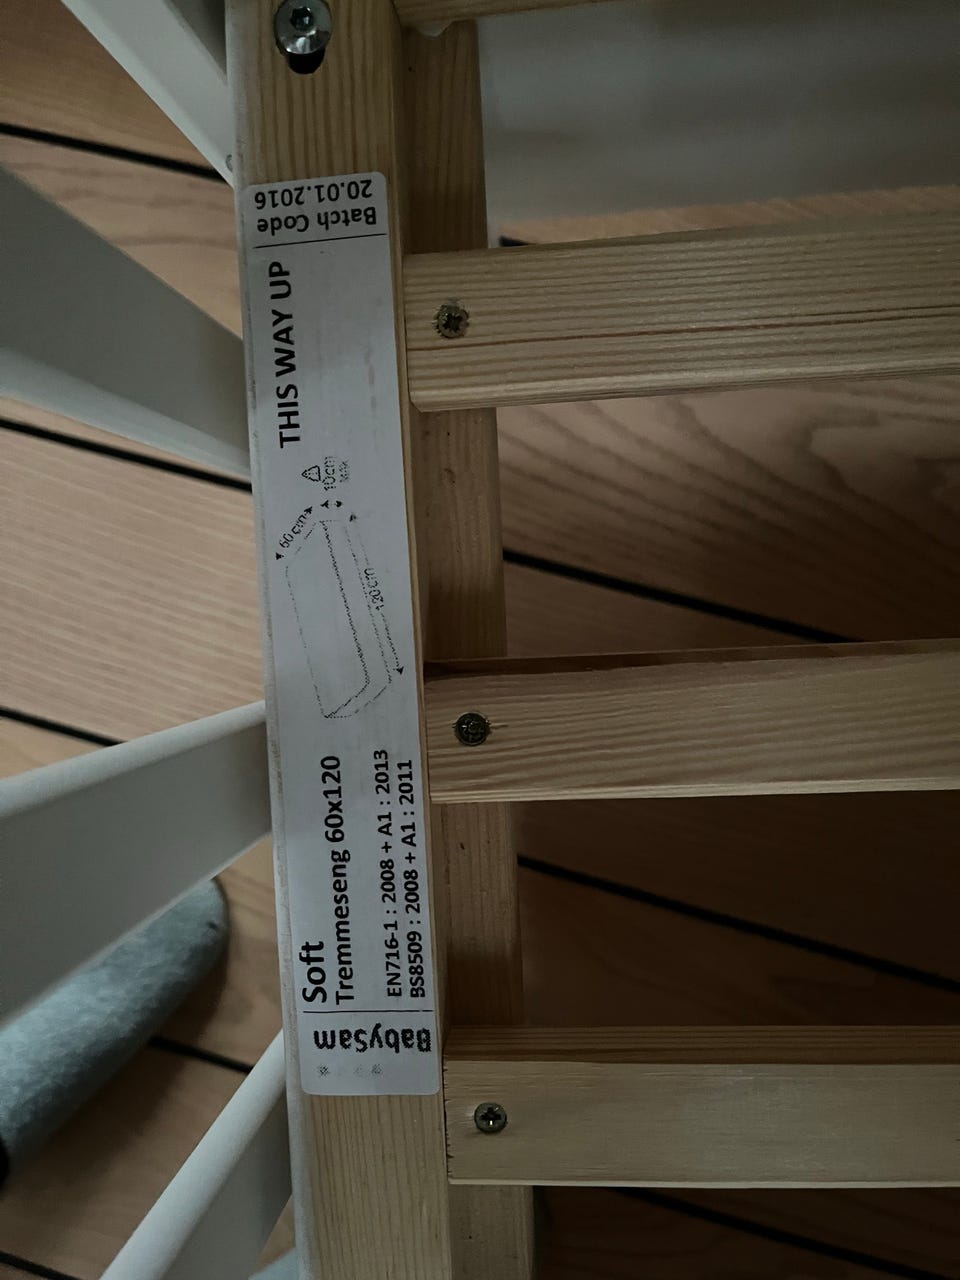 BabySam
Soft
Tremmeseng 60x120
EN716-1 : 2008 + A1 : 2013
BS8509 : 2008 + A1 : 2011
60 cm
120 cm
10cm
Max
THIS WAY UP
Batch Code
20.01.2016